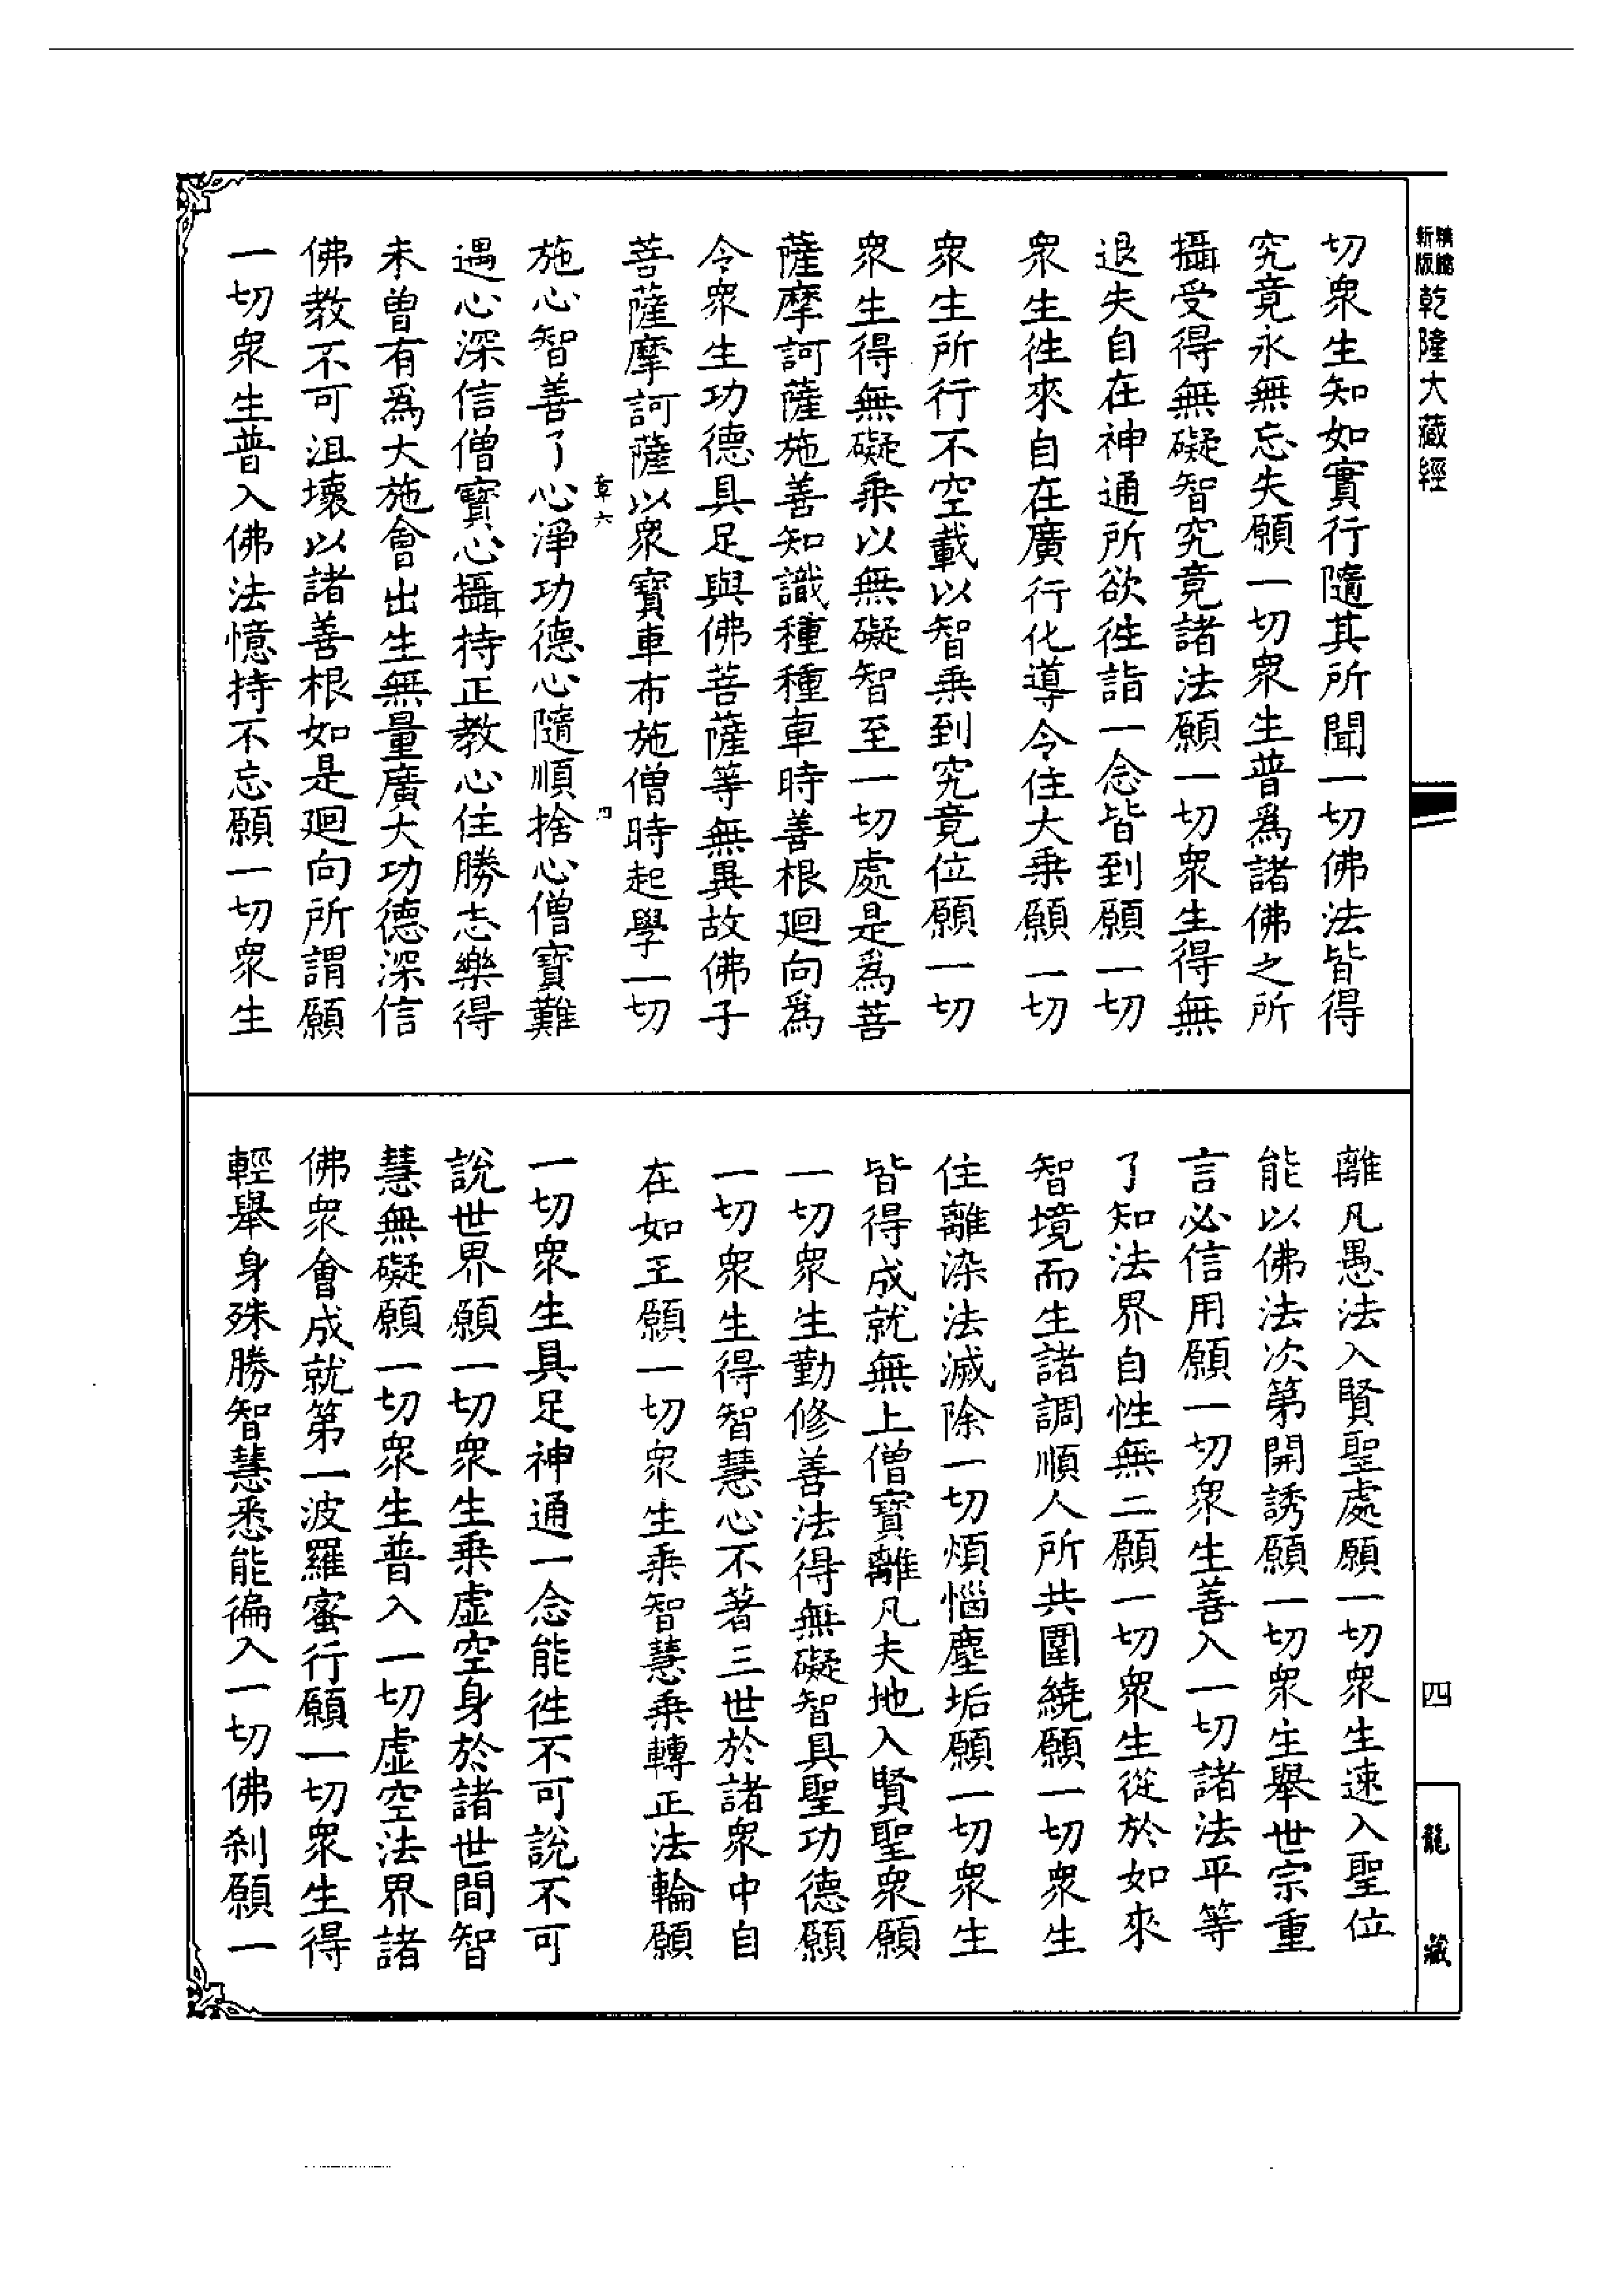 精縮新版乾隆大藏經
切衆生知如實行隨其所聞一切佛法皆得
究竟永無忘失願一切衆生普爲諸佛之所
攝受得無礙智究竟諸法願一切衆生得無
退失自在神通所欲徃詣一念皆到願一切
衆生徃來自在廣行化導令住大乗願一切
衆生所行不空載以智乗到究竟位願一切
衆生得無礙乗以無礙智至一切處是爲菩
薩摩訶薩施善知識種種車時善根廻向爲
令衆生功德具足與佛菩薩等無異故佛子
菩薩摩訶薩以衆寶車布施僧時起學一切
章六 四
施心智善了心淨功德心隨順捨心僧寶難
遇心深信僧寶心攝持正教心住勝志樂得
未曽有爲大施會出生無量廣大功德深信
佛教不可沮壞以諸善根如是廻向所謂願
一切衆生普入佛法憶持不忘願一切衆生
離凡愚法入賢聖處願一切衆生速入聖位
能以佛法次第開誘願一切衆生舉世宗重
言必信用願一切衆生善入一切諸法平等
了知法界自性無二願一切衆生從於如來
智境而生諸調順人所共圍繞願一切衆生
住離染法滅除一切煩惱塵垢願一切衆生
皆得成就無上僧寶離凡夫地入賢聖衆願
一切衆生勤修善法得無礙智具聖功德願
一切衆生得智慧心不著三世於諸衆中自
在如王願一切衆生乗智慧乗轉正法輪願
一切衆生具足神通一念能徃不可說不可
說世界願一切衆生乗虛空身於諸世間智
慧無礙願一切衆生普入一切虛空法界諸
佛衆會成就第一波羅蜜行願一切衆生得
輕舉身殊勝智慧悉能徧入一切佛刹願一
四
龍藏